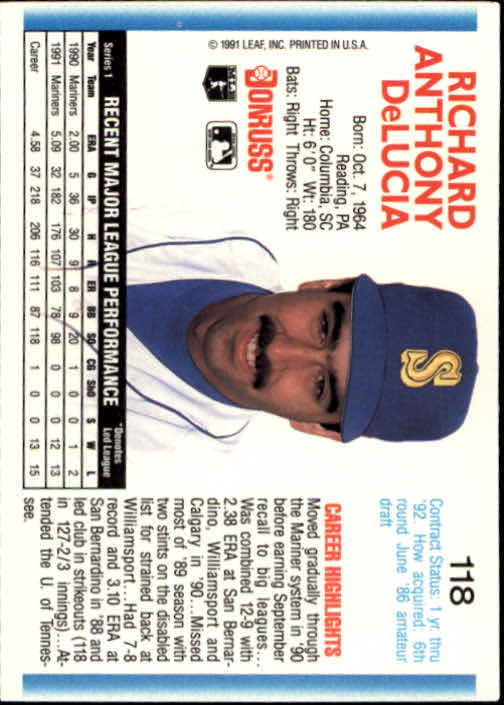 RICHARD
ANTHONY
DeLUCIA
118
Born: Oct. 7, 1964
Reading, PA
Home: Columbia, SC
Ht: 6'0" Wt: 180
Bats: Right Throws: Right
DONRUSS®
MLB
© 1991 LEAF, INC. PRINTED IN U.S.A.
S
Contract Status: 1 yr. thru
'92. How acquired: 6th
round June '86 amateur
draft
CAREER HIGHLIGHTS
Moved gradually through
the Mariner system in '90
before earning September
recall to big leagues...
Was combined 12-9 with
2.38 ERA at San Bernar-
dino, Williamsport and
Calgary in '90...Missed
most of '89 season with
two stints on the disabled
list for strained back at
Williamsport...Had 7-8
record and 3.10 ERA at
San Bernardino in '88 and
led club in strikeouts (118
in 127-2/3 innings)...At-
tended the U. of Tennes-
see.
Series 1 RECENT MAJOR LEAGUE PERFORMANCE *Denotes
Led League
Year Team ERA G IP H R ER BB SO CG ShO S W L
1990 Mariners 2.00 5 36 30 9 8 9 20 1 0 0 1 2
1991 Mariners 5.09 32 182 176 107 103 78 98 0 0 0 12 13
Career 4.58 37 218 206 116 111 87 118 1 0 0 13 15